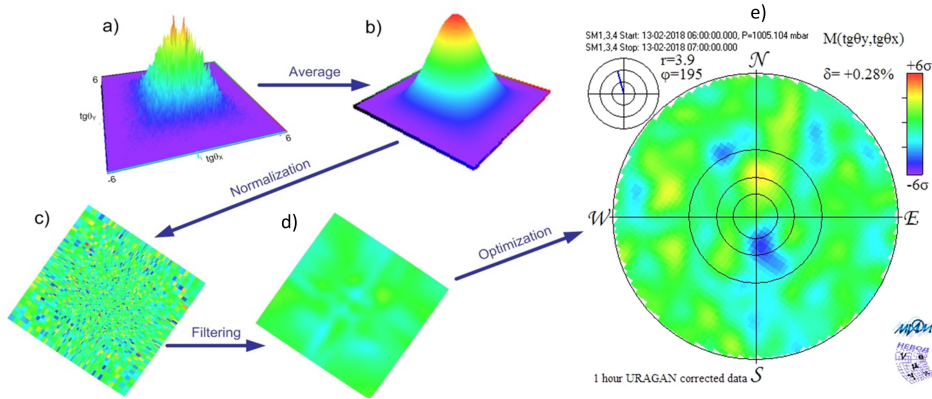 a)
6
tgθY
-6
tgθX
6
Average
b)
Normalization
c)
Filtering
d)
Optimization
e)
SM1,3,4 Start: 13-02-2018 06:00:00.000, P=1005.104 mbar
SM1,3,4 Stop: 13-02-2018 07:00:00.000
r=3.9
φ=195
M(tgθy,tgθx)
δ= +0.28%
+6σ
-6σ
N
W
E
S
1 hour URAGAN corrected data
НЕВОД